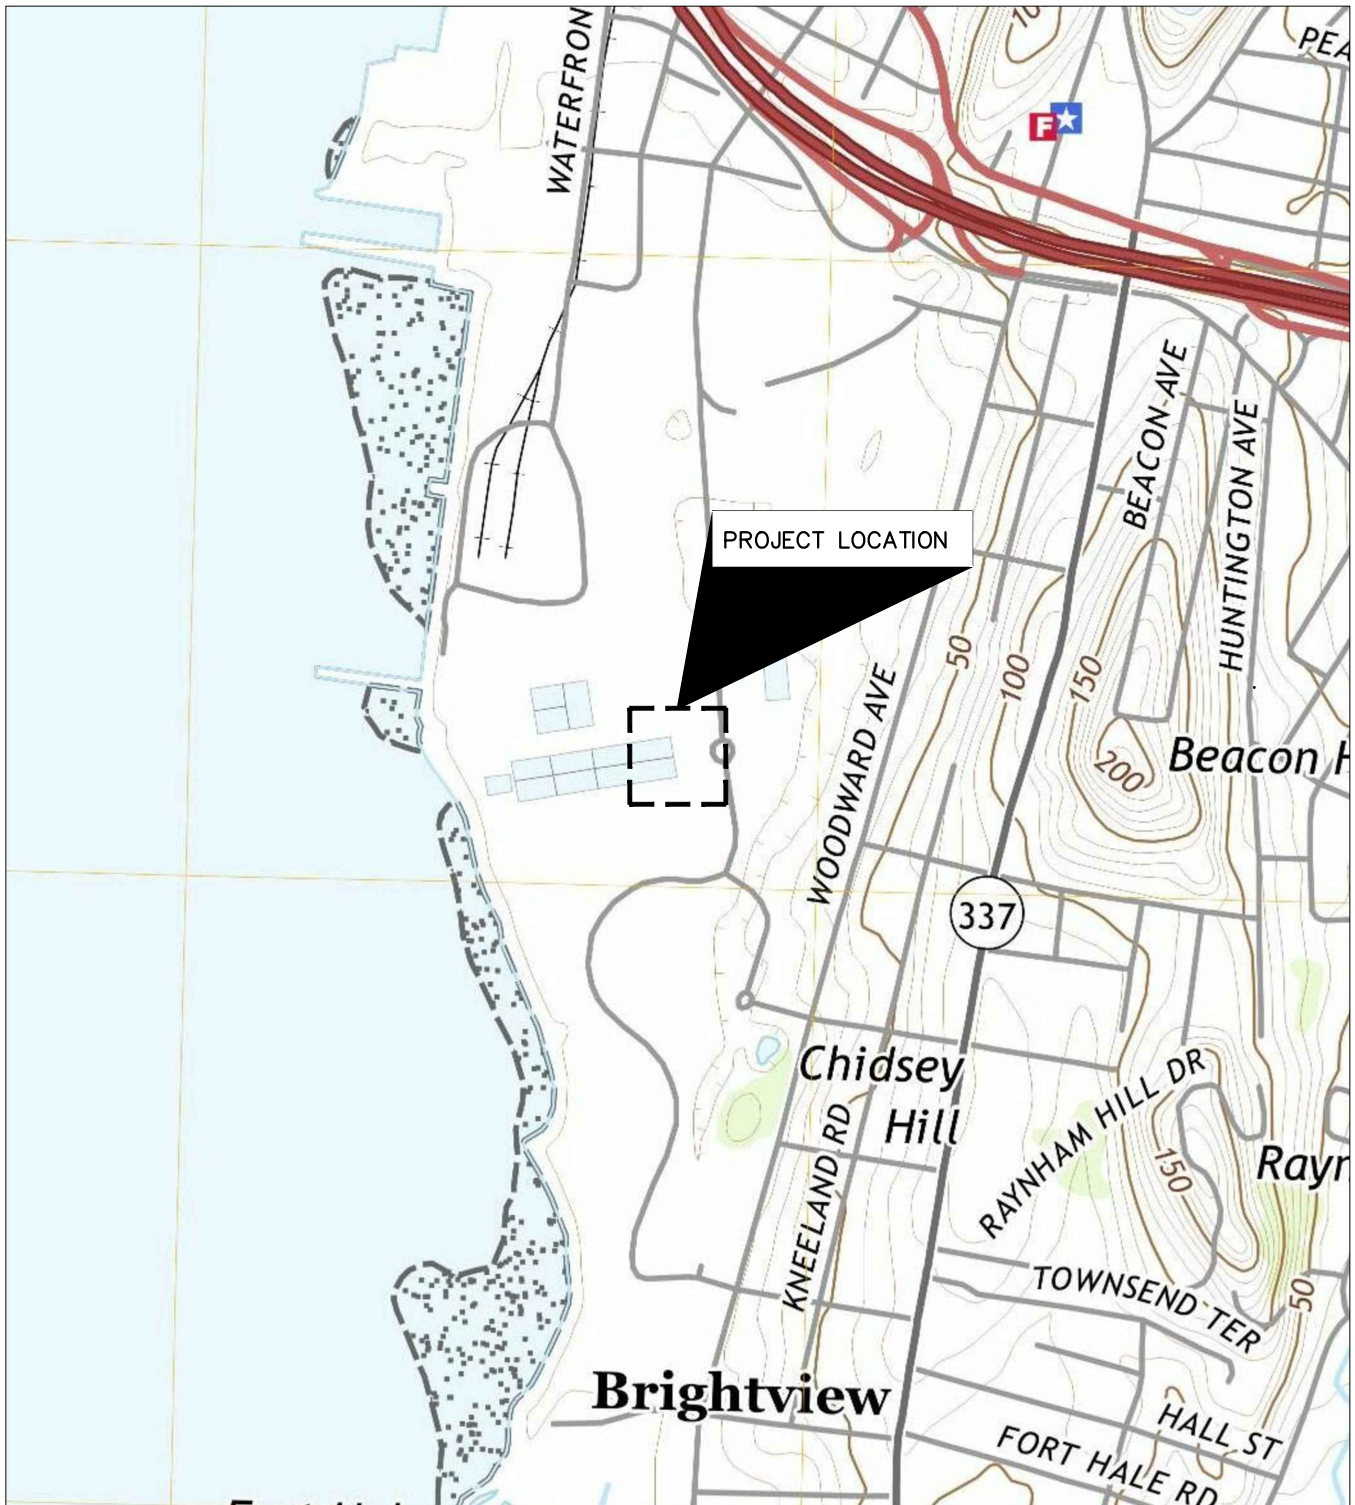 PEA
WATERFRON
F
BEACON AVE
HUNTINGTON AVE
PROJECT LOCATION
50
100
150
WOODWARD AVE
200
Beacon H
337
Chidsey
Hill
KNEELAND RD
RAYNHAM HILL DR
150
Rayn
TOWNSEND TER
50
Brightview
HALL ST
FORT HALE RD